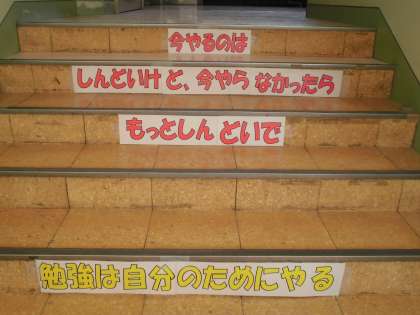 今やるのは
しんどいけど、今やらなかったら
もっとしんどいで
勉強は自分のためにやる